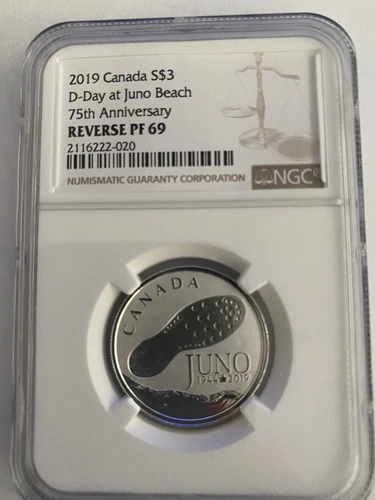 2019 Canada S$3
D-Day at Juno Beach
75th Anniversary
REVERSE PF 69
2116222-020
NUMISMATIC GUARANTY CORPORATION
NGC®
CANADA
JUNO
1944★2019